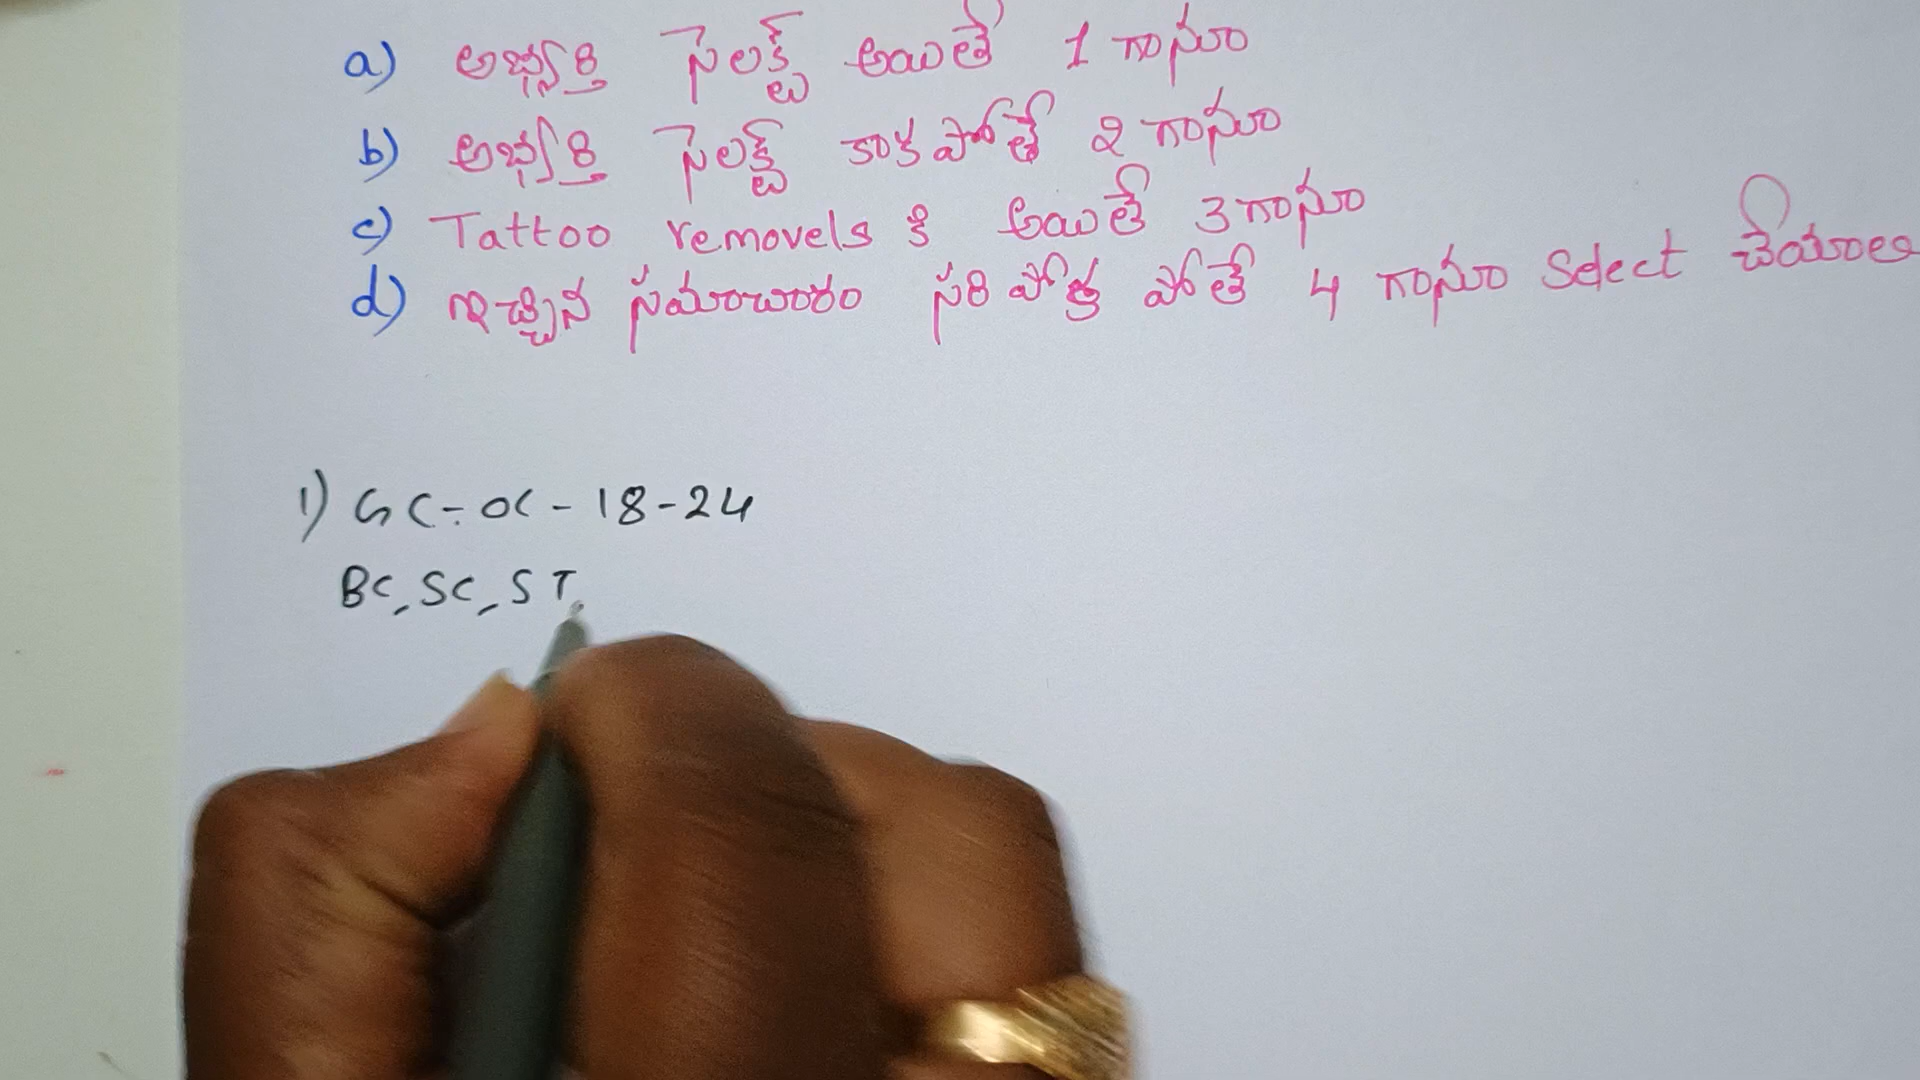 a) అభ్యర్థి సెలక్ట్ అయితే 1 గానూ
b) అభ్యర్థి సెలక్ట్ కాకపోతే 2 గానూ
c) Tattoo removels కి అయితే 3 గానూ
d) ఇచ్చిన సమాచారం సరిపోక పోతే 4 గానూ Select చేయాలి
1) GC-OC-18-24
BC, SC, ST,